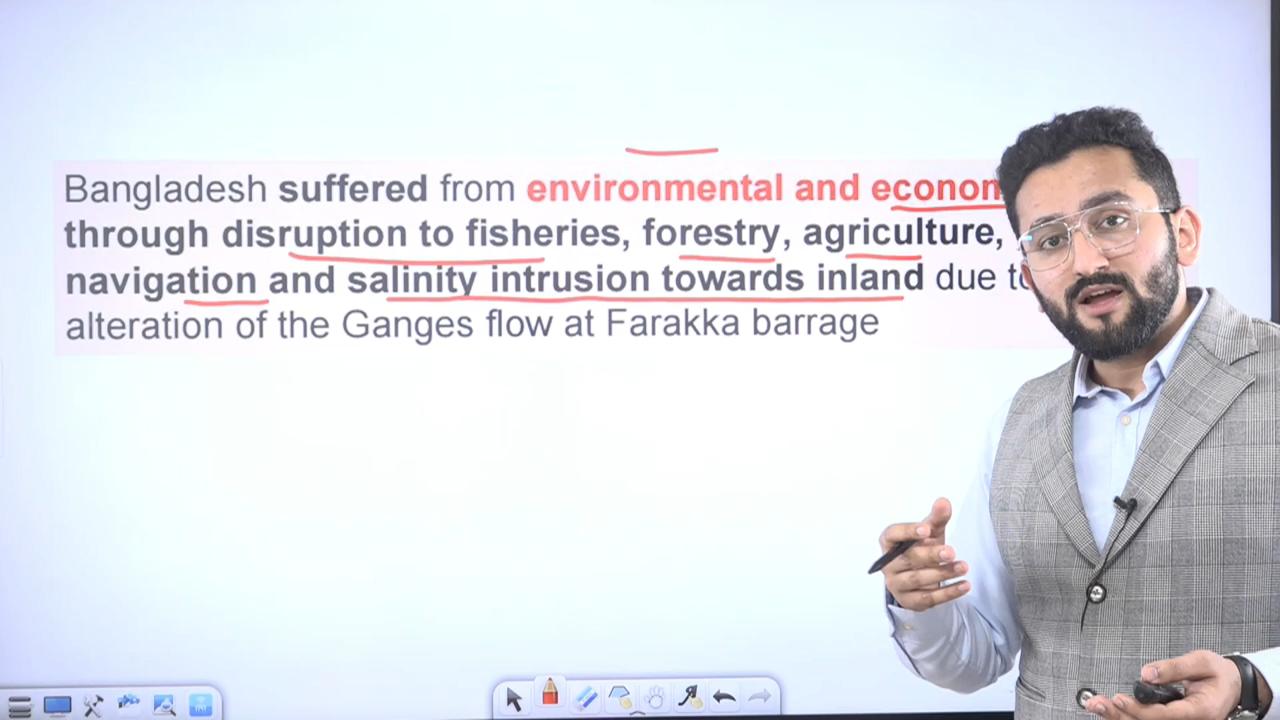 Bangladesh suffered from environmental and econom
through disruption to fisheries, forestry, agriculture,
navigation and salinity intrusion towards inland due
alteration of the Ganges flow at Farakka barrage